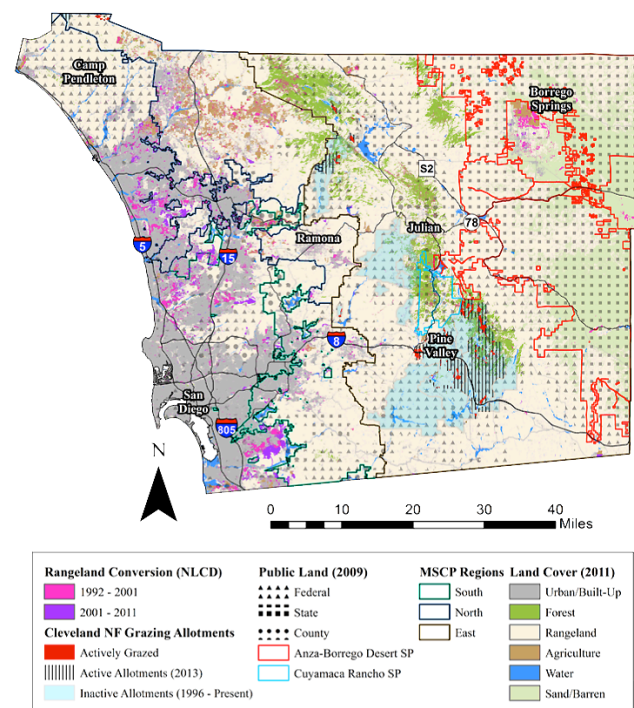 Camp
Pendleton
Borrego
Springs
S2
Julian
78
Ramona
5
15
8
Pine
Valley
San
Diego
805
N
0 10 20 30 40
Miles
Rangeland Conversion (NLCD)
1992 - 2001
2001 - 2011
Cleveland NF Grazing Allotments
Actively Grazed
Active Allotments (2013)
Inactive Allotments (1996 - Present)
Public Land (2009)
Federal
State
County
Anza-Borrego Desert SP
Cuyamaca Rancho SP
MSCP Regions
South
North
East
Land Cover (2011)
Urban/Built-Up
Forest
Rangeland
Agriculture
Water
Sand/Barren